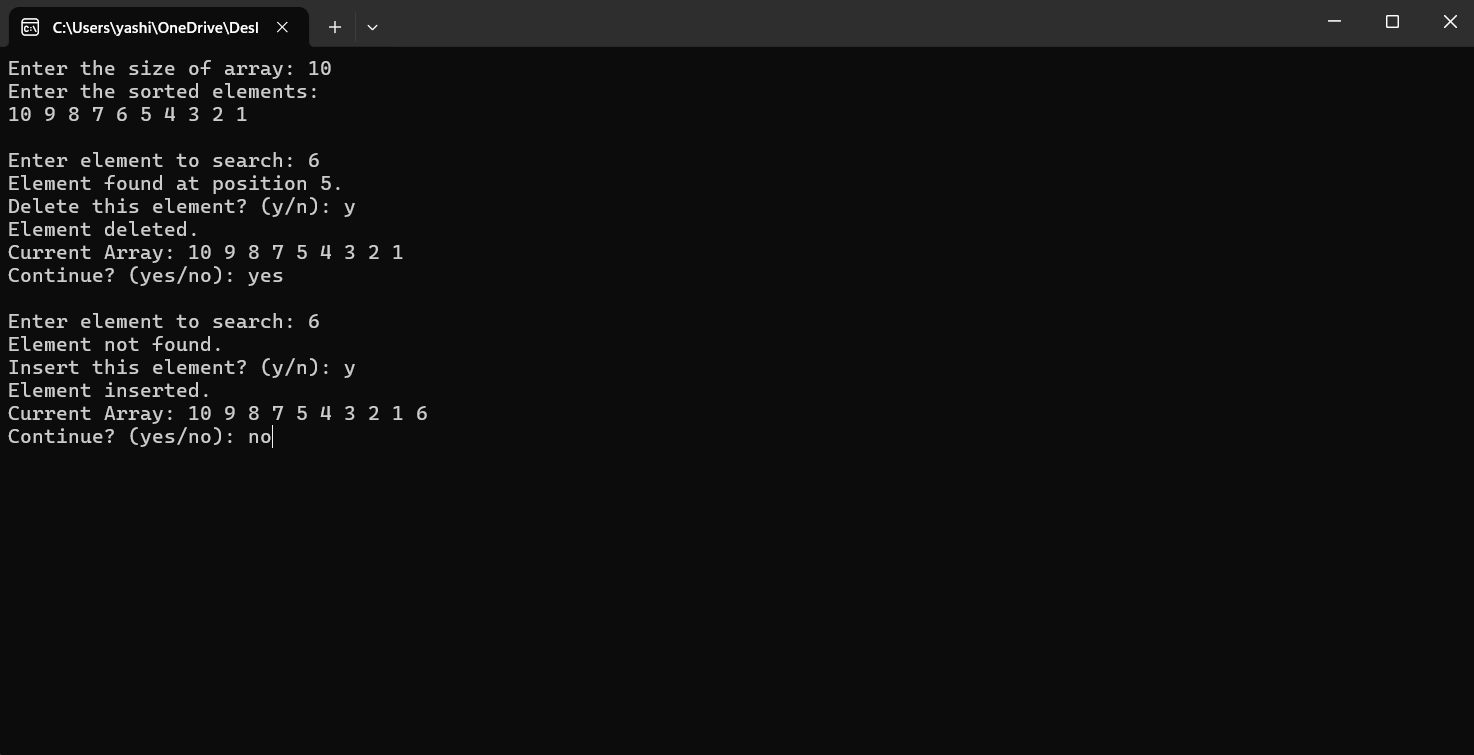 C:\Users\yashi\OneDrive\Desl
Enter the size of array: 10
Enter the sorted elements:
10 9 8 7 6 5 4 3 2 1
Enter element to search: 6
Element found at position 5.
Delete this element? (y/n): y
Element deleted.
Current Array: 10 9 8 7 5 4 3 2 1
Continue? (yes/no): yes
Enter element to search: 6
Element not found.
Insert this element? (y/n): y
Element inserted.
Current Array: 10 9 8 7 5 4 3 2 1 6
Continue? (yes/no): no